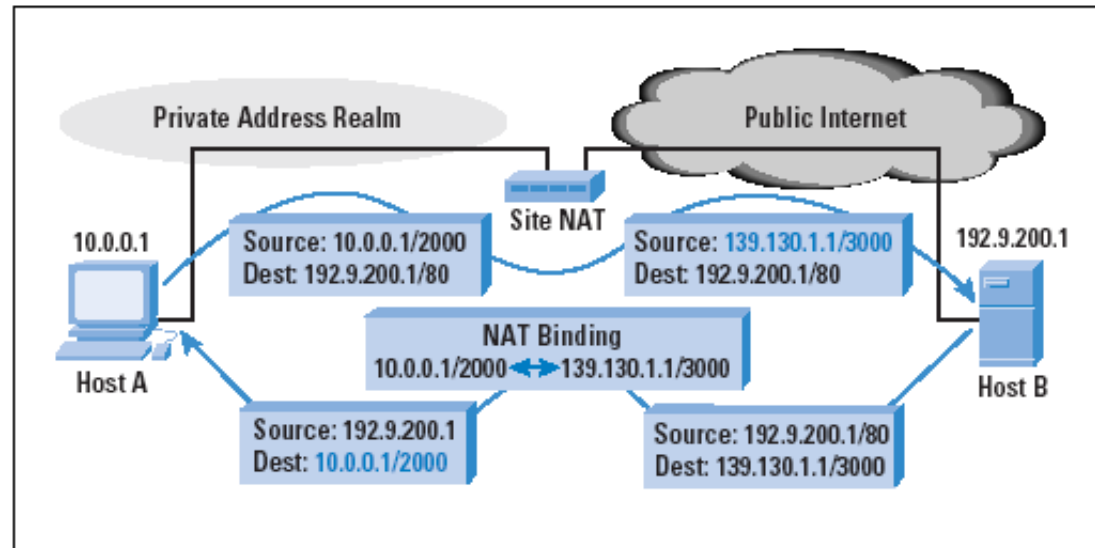 Private Address Realm
Public Internet
Site NAT
10.0.0.1
Source: 10.0.0.1/2000
Dest: 192.9.200.1/80
Source: 139.130.1.1/3000
Dest: 192.9.200.1/80
192.9.200.1
NAT Binding
10.0.0.1/2000 139.130.1.1/3000
Host A
Host B
Source: 192.9.200.1
Dest: 10.0.0.1/2000
Source: 192.9.200.1/80
Dest: 139.130.1.1/3000